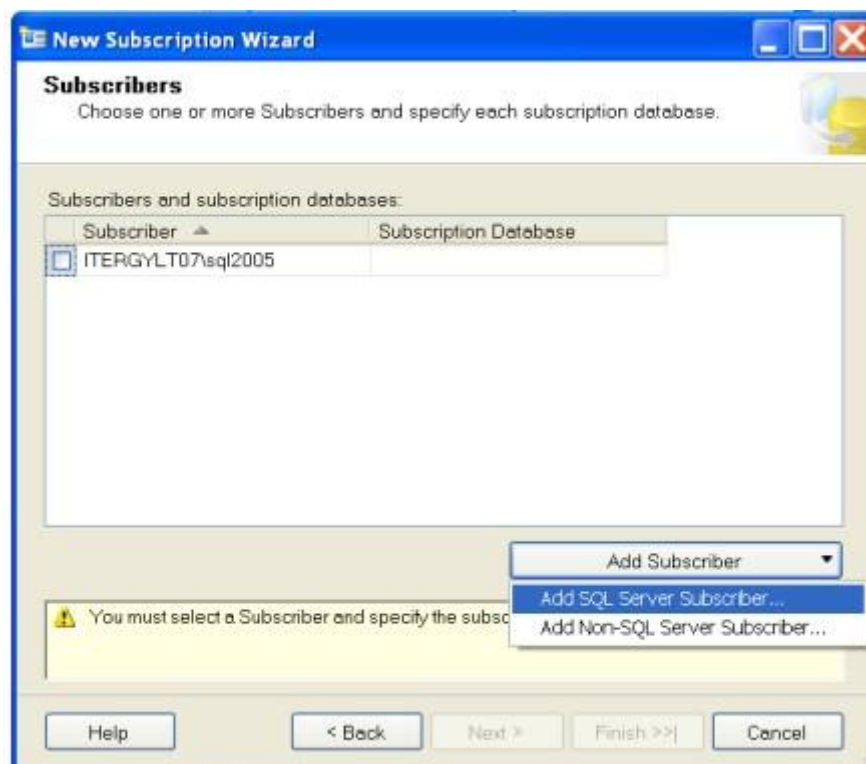 New Subscription Wizard
Subscribers
Choose one or more Subscribers and specify each subscription database.
Subscribers and subscription databases:
Subscriber Subscription Database
ITERGYLT07\sql2005
Add Subscriber
Add SQL Server Subscriber...
You must select a Subscriber and specify the subsc
Add Non-SQL Server Subscriber...
Help < Back Next > Finish >>| Cancel